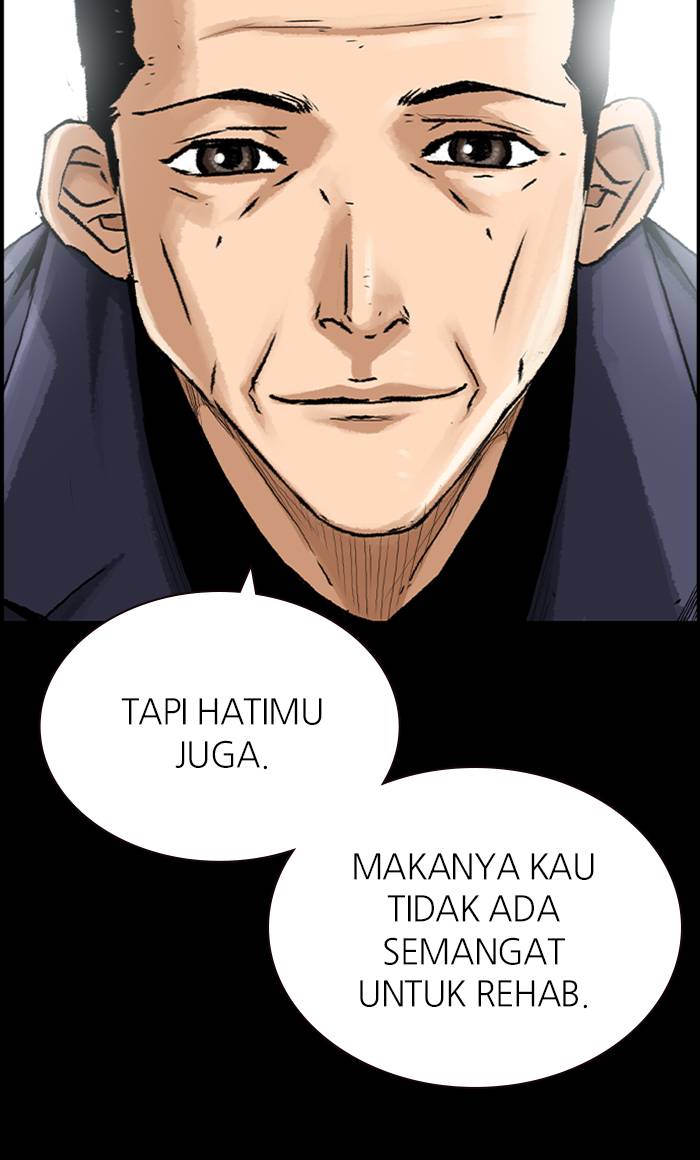 TAPI HATIMU
JUGA.
MAKANYA KAU
TIDAK ADA
SEMANGAT
UNTUK REHAB.